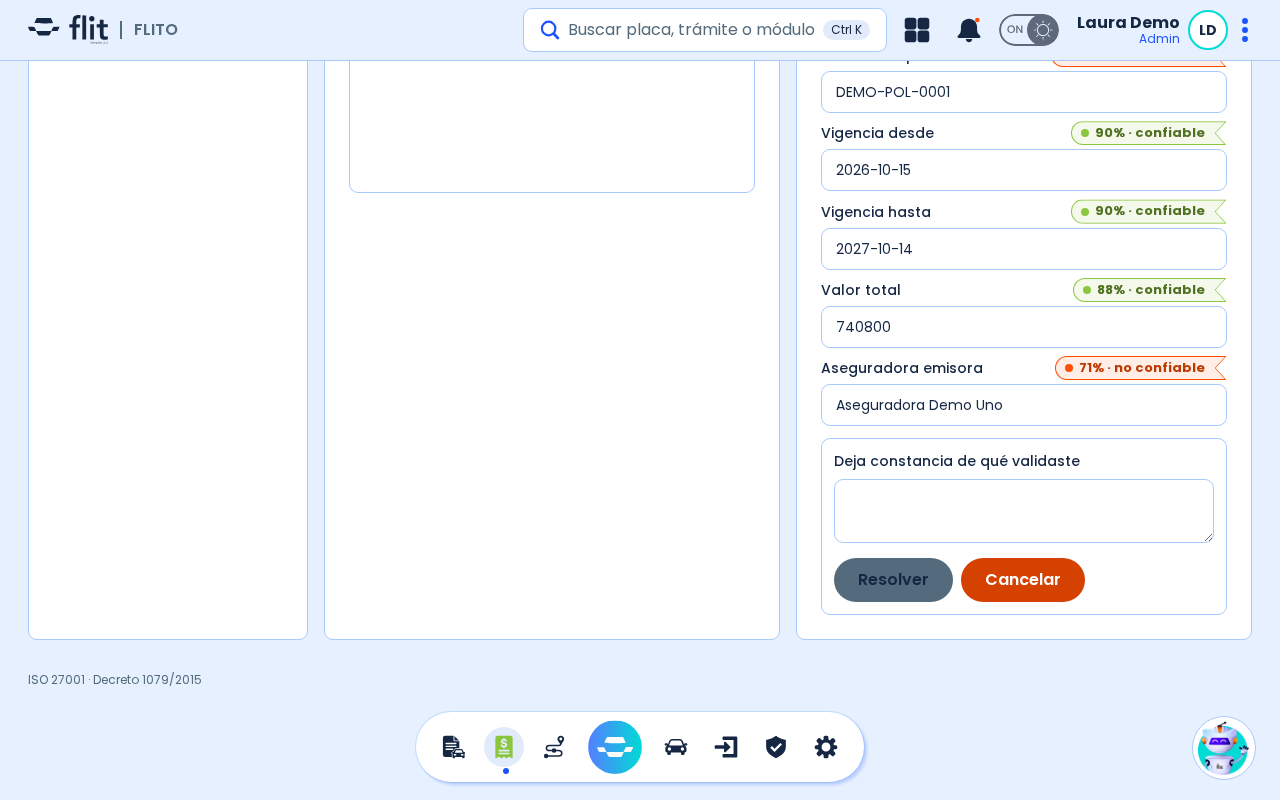 flit
FLITO
Buscar placa, trámite o módulo
Ctrl K
ON
Laura Demo
Admin
LD
DEMO-POL-0001
Vigencia desde
90% · confiable
2026-10-15
Vigencia hasta
90% · confiable
2027-10-14
Valor total
88% · confiable
740800
Aseguradora emisora
71% · no confiable
Aseguradora Demo Uno
Deja constancia de qué validaste
Resolver
Cancelar
ISO 27001 · Decreto 1079/2015